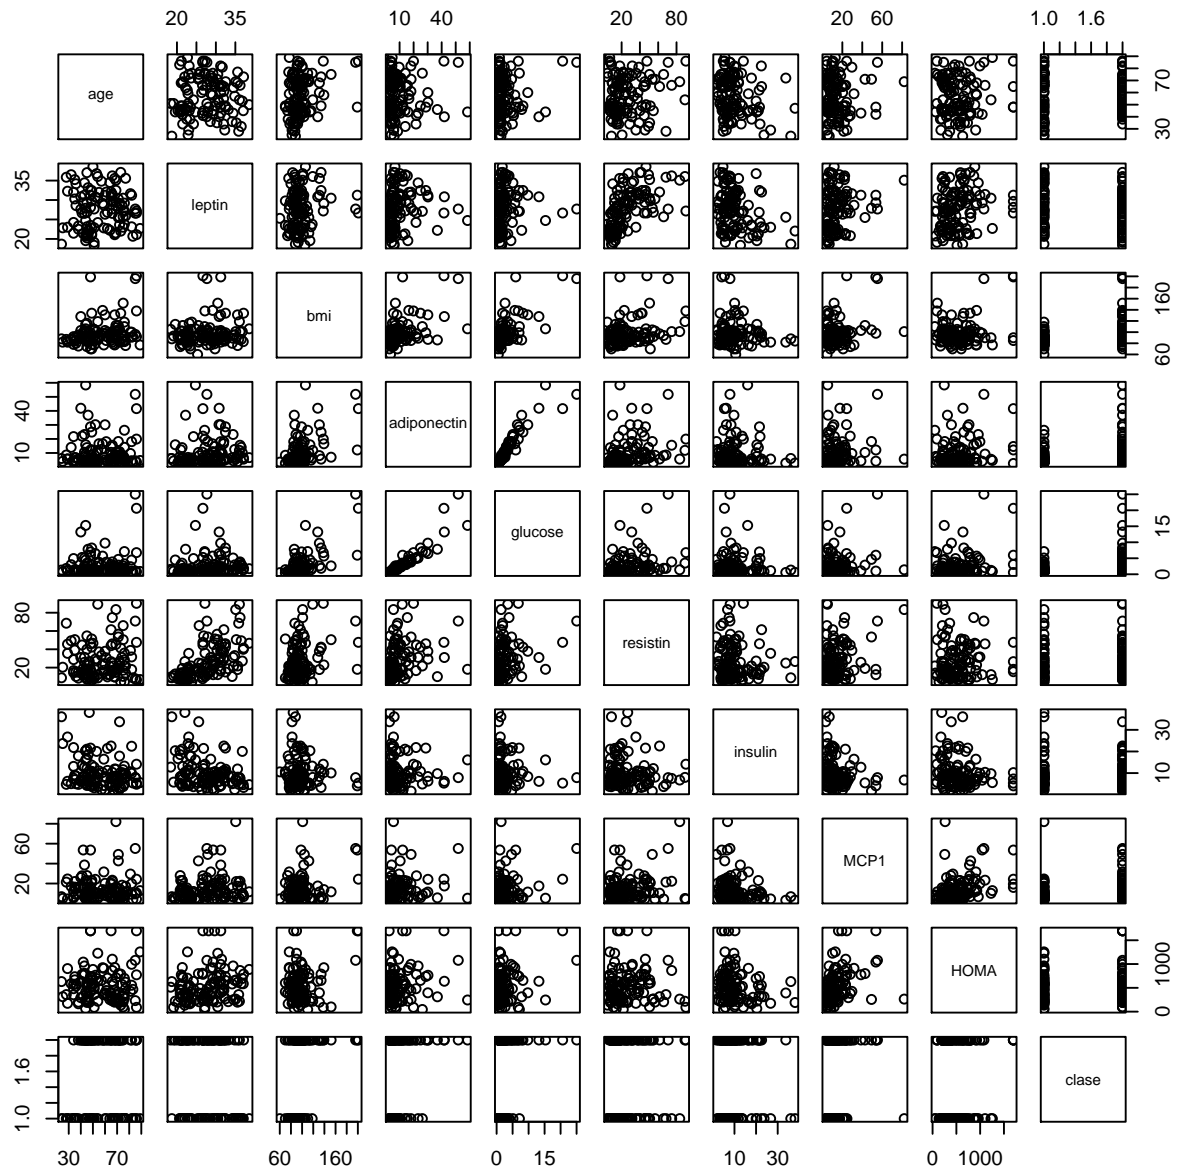 20 35 10 40 20 80 20 60 1.0 1.6
age 30 70
20 35 leptin
bmi 60 160
10 40 adiponectin
glucose 0 15
20 80 resistin
insulin 10 30
20 60 MCP1
HOMA 0 1000
1.0 1.6 clase
30 70 60 160 0 15 10 30 0 1000